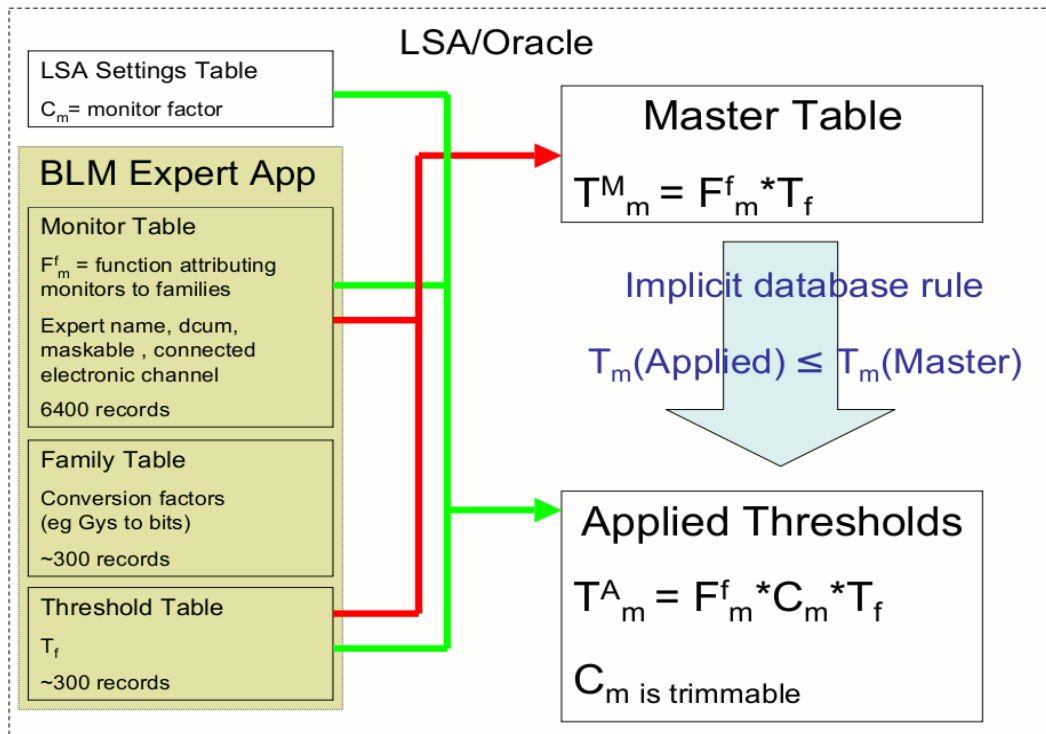 LSA/Oracle
LSA Settings Table
Cₘ= monitor factor
BLM Expert App
Monitor Table
Fᶠₘ = function attributing
monitors to families
Expert name, dcum,
maskable , connected
electronic channel
6400 records
Family Table
Conversion factors
(eg Gys to bits)
~300 records
Threshold Table
T_f
~300 records
Master Table
Tᴹₘ = Fᶠₘ*T_f
Implicit database rule
Tₘ(Applied) ≤ Tₘ(Master)
Applied Thresholds
Tᴬₘ = Fᶠₘ*Cₘ*T_f
Cₘ is trimmable